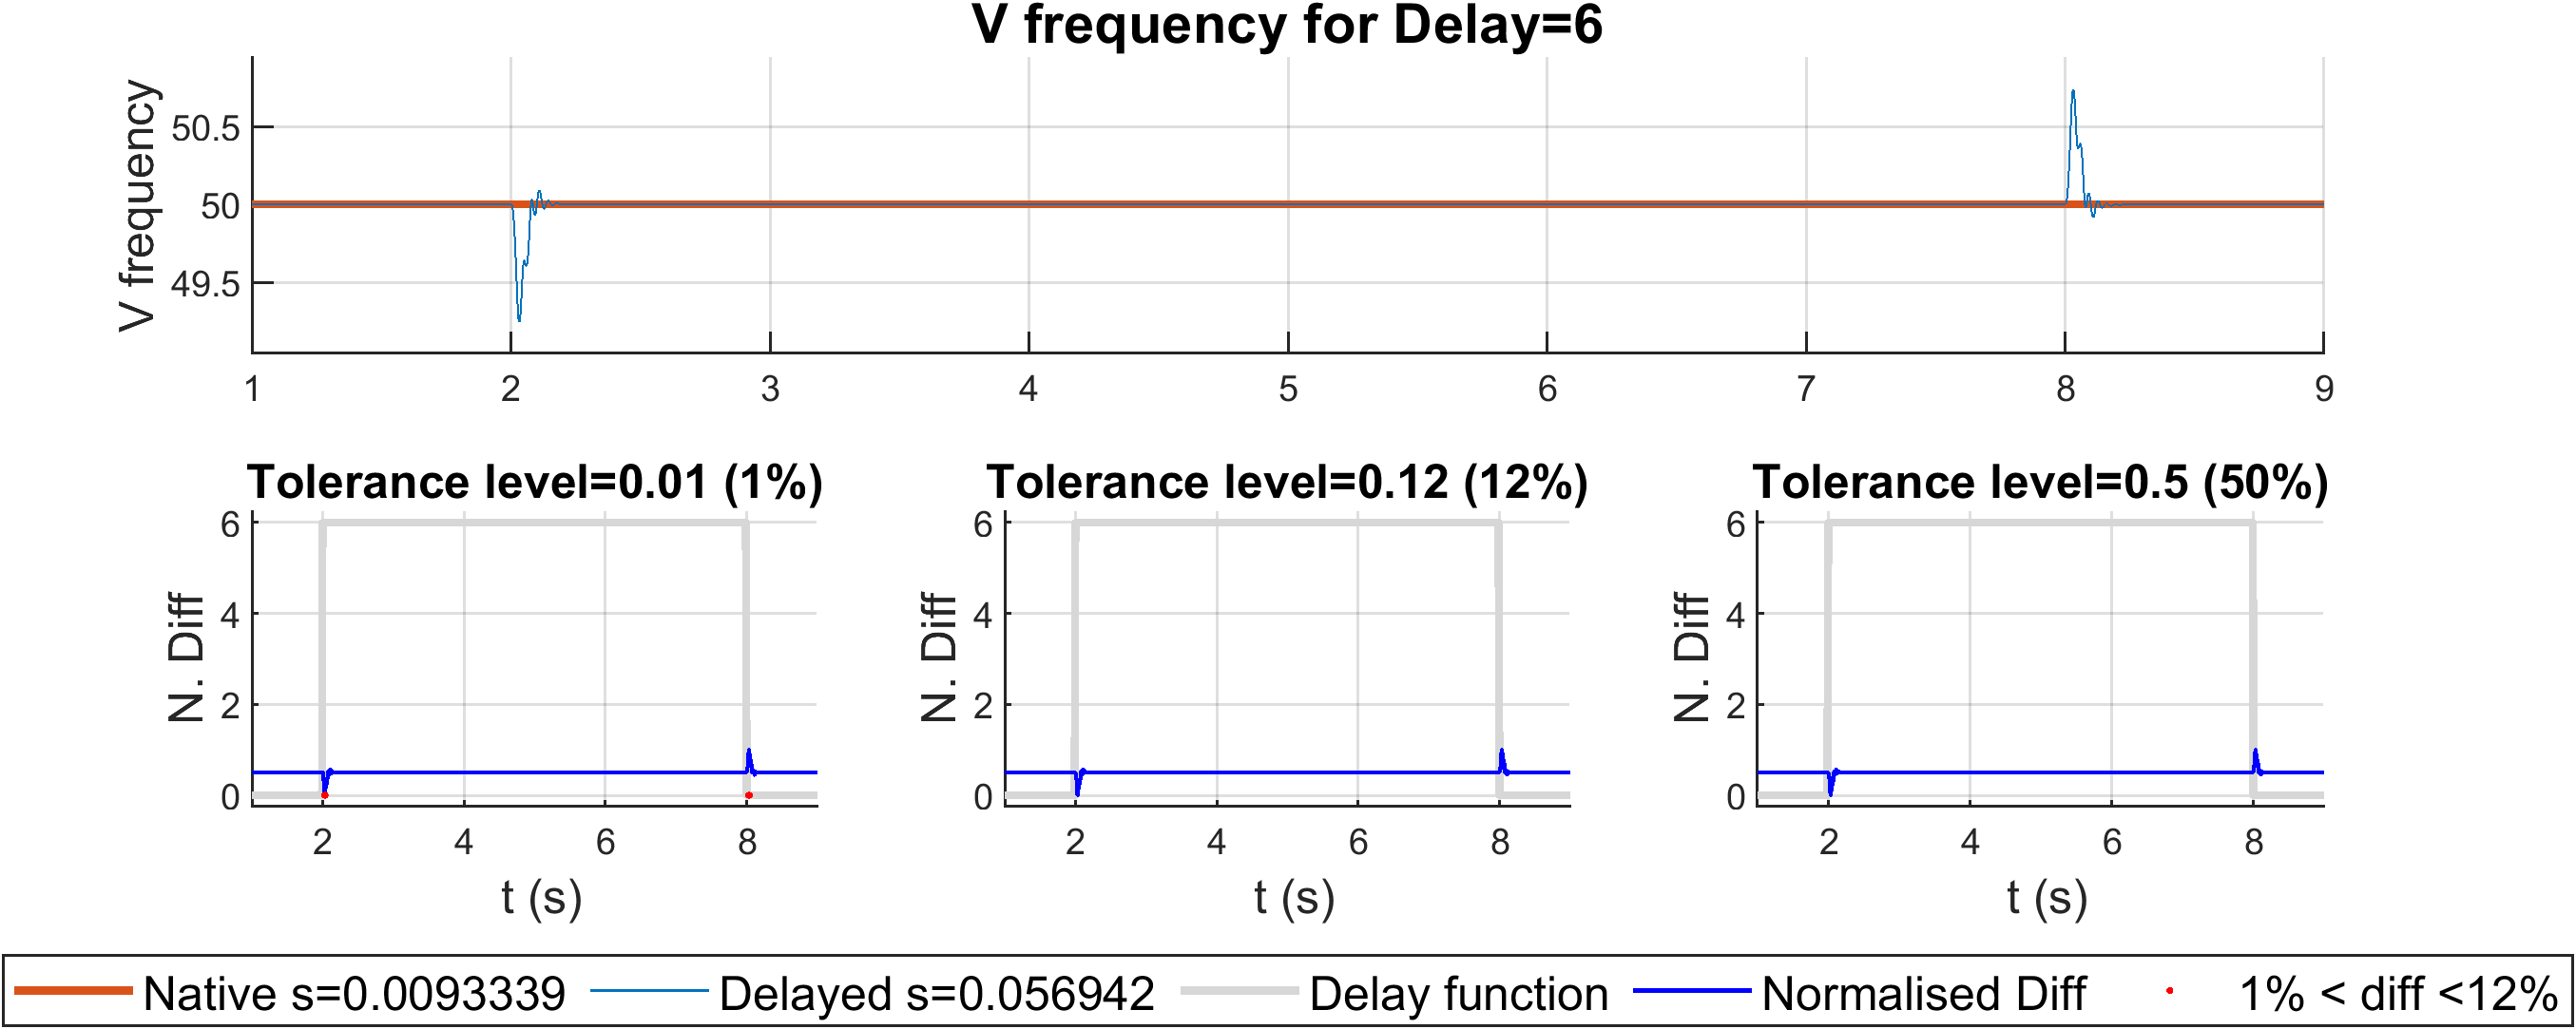 V frequency for Delay=6
V frequency
50.5
50
49.5
1 2 3 4 5 6 7 8 9
Tolerance level=0.01 (1%)
N. Diff
6
4
2
0
2 4 6 8
t (s)
Tolerance level=0.12 (12%)
N. Diff
6
4
2
0
2 4 6 8
t (s)
Tolerance level=0.5 (50%)
N. Diff
6
4
2
0
2 4 6 8
t (s)
Native s=0.0093339 Delayed s=0.056942 Delay function Normalised Diff 1% < diff <12%